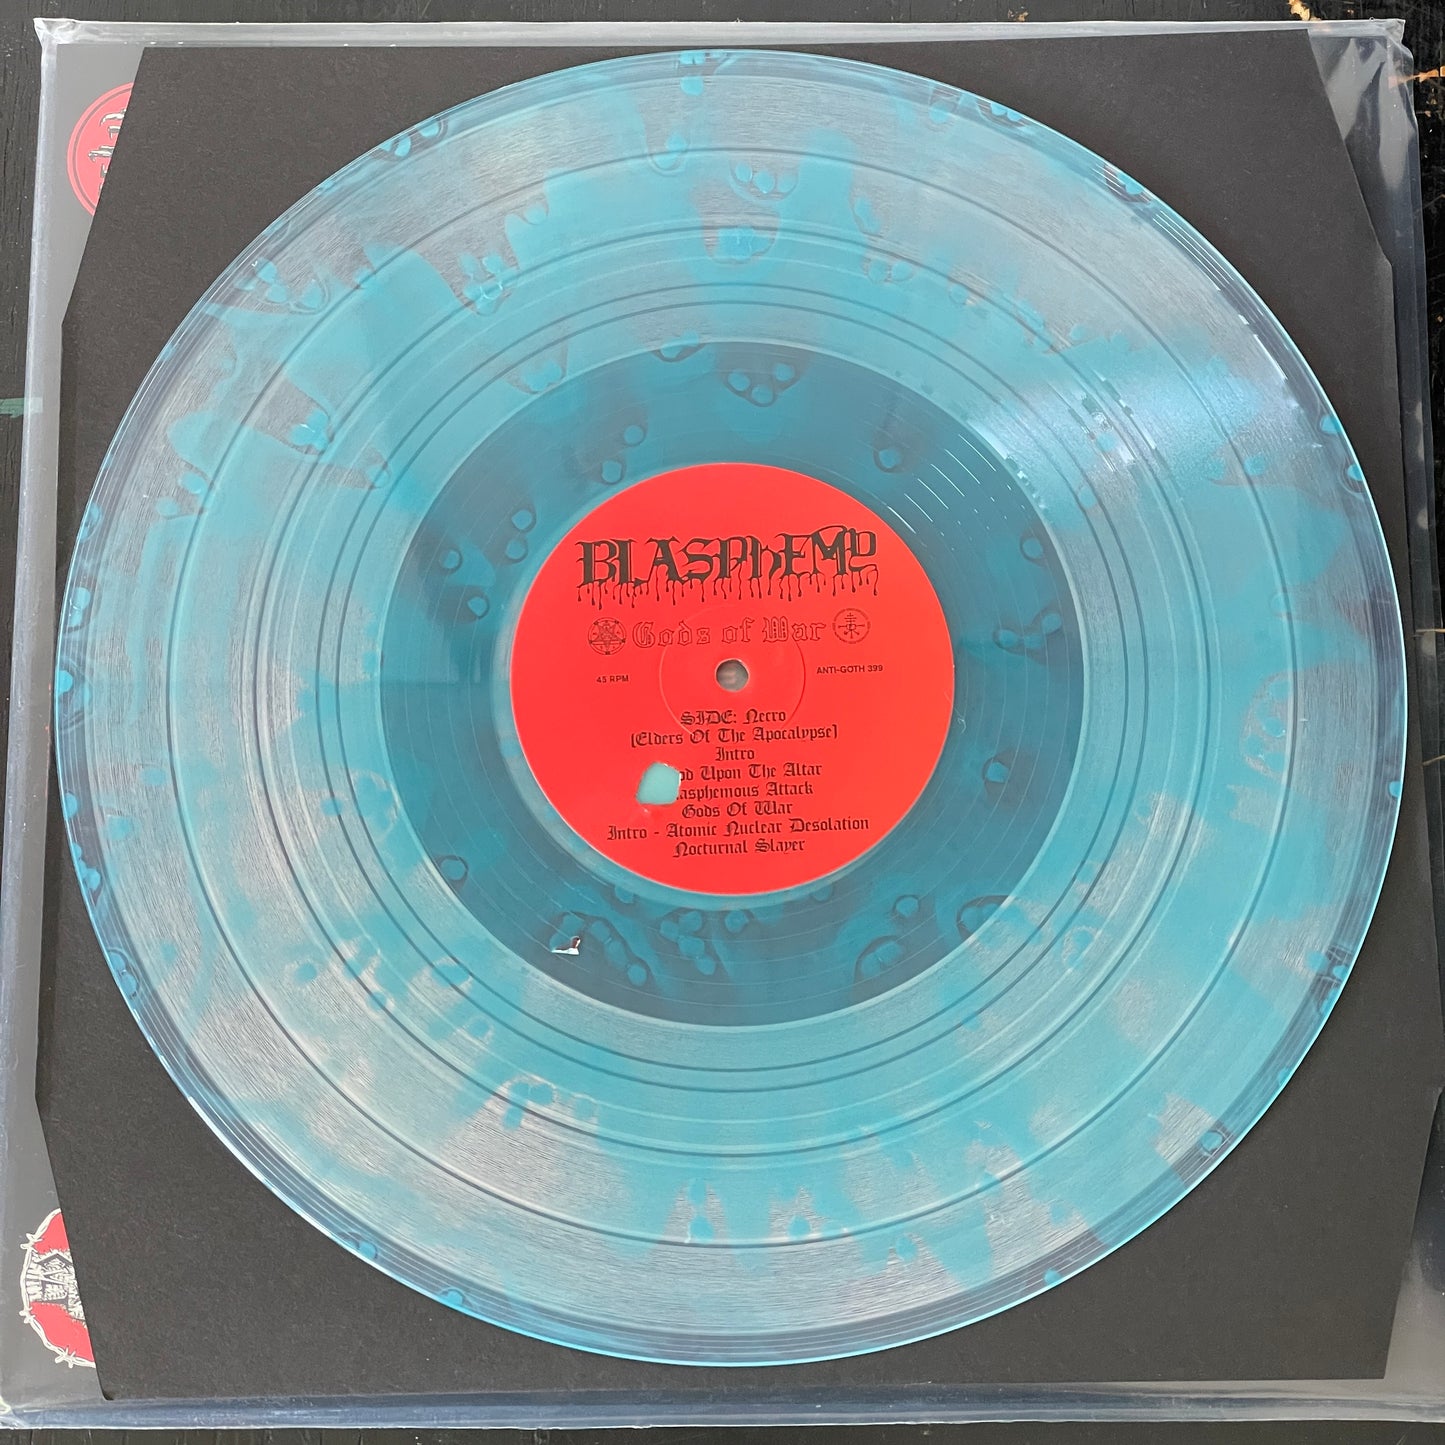 BLASPHEMY
Gods of War
45 RPM
ANTI-GOTH 399
SIDE: Necro
(Elders Of The Apocalypse)
Intro
Upon The Altar
Attack
Gods Of War
Intro - Atomic Nuclear Desolation
Nocturnal Slayer